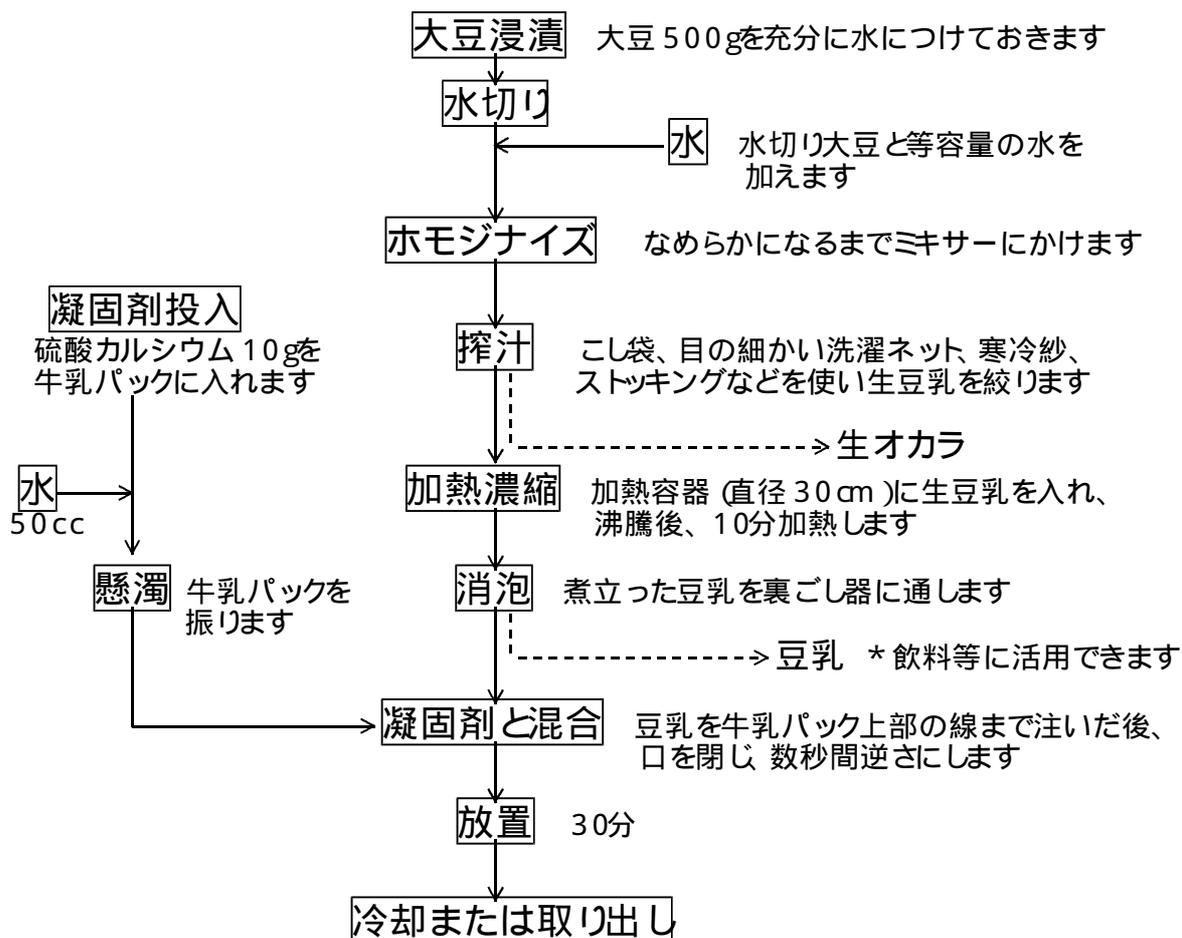 大豆浸漬
大豆500gを充分に水につけておきます
水切り
水
水切り大豆と等容量の水を
加えます
ホモジナイズ
なめらかになるまでミキサーにかけます
凝固剤投入
硫酸カルシウム10gを
牛乳パックに入れます
搾汁
こし袋、目の細かい洗濯ネット、寒冷紗、
ストッキングなどを使い生豆乳を絞ります
生オカラ
水
50cc
加熱濃縮
加熱容器(直径30cm)に生豆乳を入れ、
沸騰後、10分加熱します
懸濁
牛乳パックを
振ります
消泡
煮立った豆乳を裏ごし器に通します
豆乳 *飲料等に活用できます
凝固剤と混合
豆乳を牛乳パック上部の線まで注いだ後、
口を閉じ、数秒間逆さにします
放置
30分
冷却または取り出し